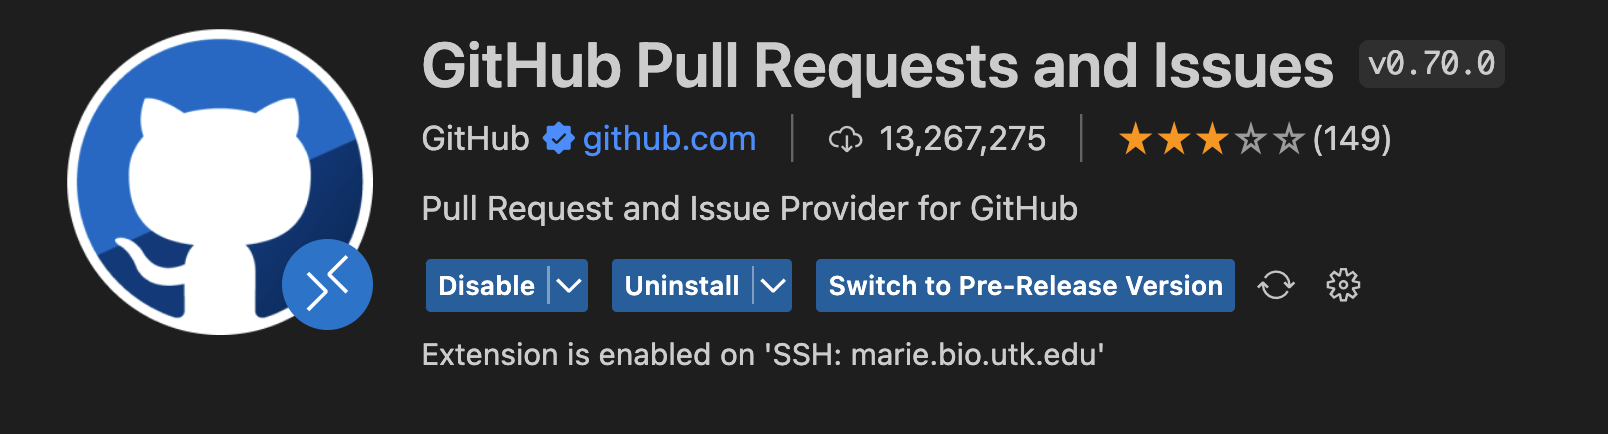 GitHub Pull Requests and Issues v0.70.0
GitHub github.com 13,267,275 (149)
Pull Request and Issue Provider for GitHub
Disable Uninstall Switch to Pre-Release Version
Extension is enabled on 'SSH: marie.bio.utk.edu'